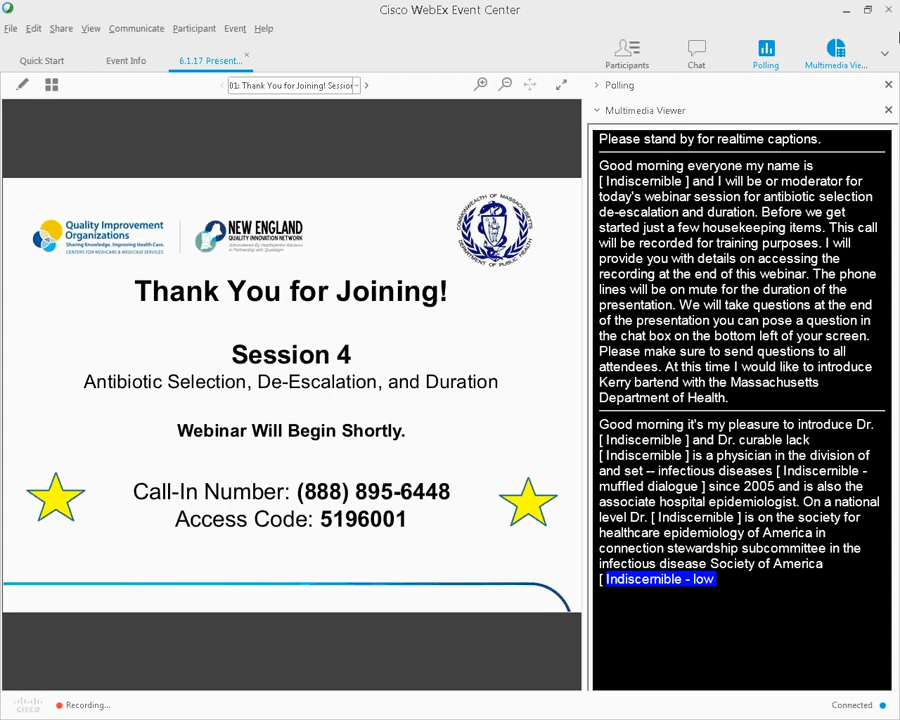 Cisco WebEx Event Center
File Edit Share View Communicate Participant Event Help
Quick Start Event Info 6.1.17 Present...
Participants Chat Polling Multimedia Vie...
01: Thank You for Joining! Session
Polling
Multimedia Viewer
Quality Improvement
Organizations
Sharing Knowledge. Improving Health Care.
CENTERS FOR MEDICARE & MEDICAID SERVICES
NEW ENGLAND
QUALITY INNOVATION NETWORK
COMMONWEALTH OF MASSACHUSETTS
DEPARTMENT OF PUBLIC HEALTH
Thank You for Joining!
Session 4
Antibiotic Selection, De-Escalation, and Duration
Webinar Will Begin Shortly.
Call-In Number: (888) 895-6448
Access Code: 5196001
Please stand by for realtime captions.
Good morning everyone my name is
[ Indiscernible ] and I will be or moderator for
today's webinar session for antibiotic selection
de-escalation and duration. Before we get
started just a few housekeeping items. This call
will be recorded for training purposes. I will
provide you with details on accessing the
recording at the end of this webinar. The phone
lines will be on mute for the duration of the
presentation. We will take questions at the end
of the presentation you can pose a question in
the chat box on the bottom left of your screen.
Please make sure to send questions to all
attendees. At this time I would like to introduce
Kerry bartend with the Massachusetts
Department of Health.
Good morning it's my pleasure to introduce Dr.
[ Indiscernible ] and Dr. curable lack
[ Indiscernible ] is a physician in the division of
and set -- infectious diseases [ Indiscernible -
muffled dialogue ] since 2005 and is also the
associate hospital epidemiologist. On a national
level Dr. [ Indiscernible ] is on the society for
healthcare epidemiology of America in
connection stewardship subcommittee in the
infectious disease Society of America
[ Indiscernible - low
cisco
Recording...
Connected